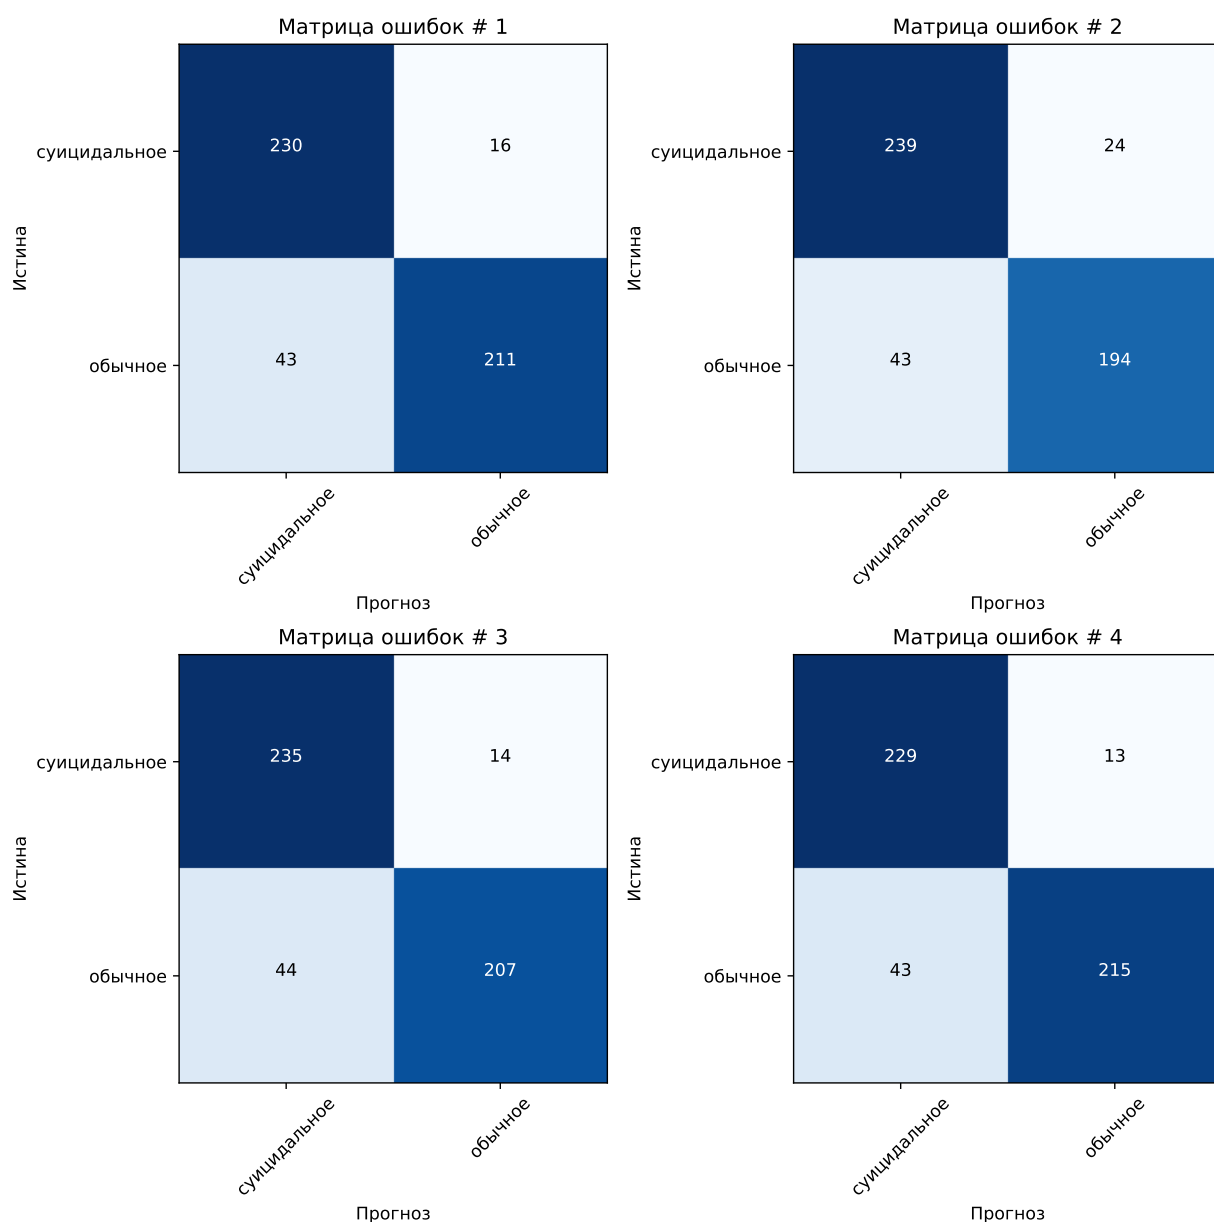 Матрица ошибок # 1
суицидальное
230
16
Истина
обычное
43
211
суицидальное
обычное
Прогноз
Матрица ошибок # 2
суицидальное
239
24
Истина
обычное
43
194
суицидальное
обычное
Прогноз
Матрица ошибок # 3
суицидальное
235
14
Истина
обычное
44
207
суицидальное
обычное
Прогноз
Матрица ошибок # 4
суицидальное
229
13
Истина
обычное
43
215
суицидальное
обычное
Прогноз